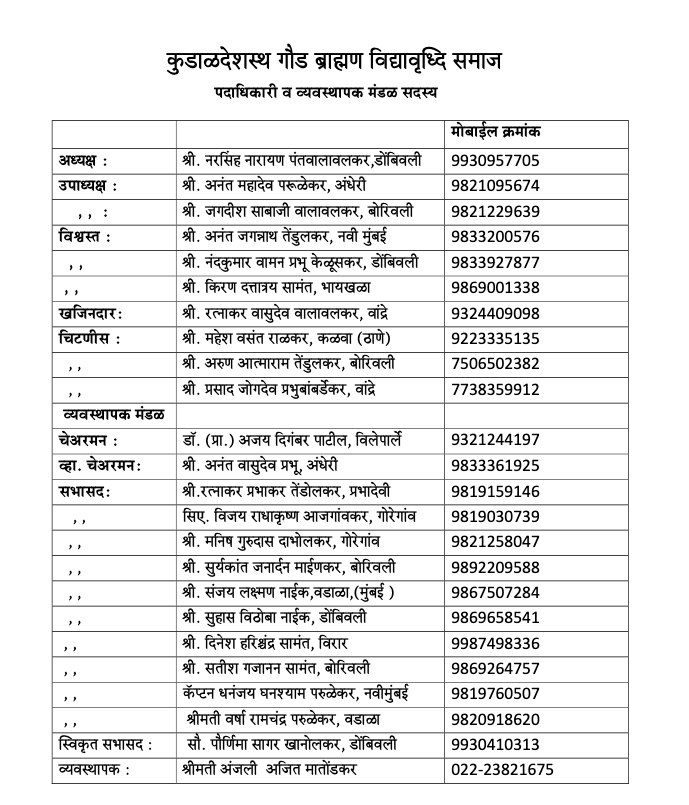 कुडाळदेशस्थ गौड ब्राह्मण विद्यावृध्दि समाज
पदाधिकारी व व्यवस्थापक मंडळ सदस्य
मोबाईल क्रमांक
अध्यक्ष : श्री. नरसिंह नारायण पंतवालावलकर,डोंबिवली 9930957705
उपाध्यक्ष : श्री. अनंत महादेव परूळेकर, अंधेरी 9821095674
,, : श्री. जगदीश साबाजी वालावलकर, बोरिवली 9821229639
विश्वस्त : श्री. अनंत जगन्नाथ तेंडुलकर, नवी मुंबई 9833200576
,, श्री. नंदकुमार वामन प्रभू केळूसकर, डोंबिवली 9833927877
,, श्री. किरण दत्तात्रय सामंत, भायखळा 9869001338
खजिनदार: श्री. रत्नाकर वासुदेव वालावलकर, वांद्रे 9324409098
चिटणीस : श्री. महेश वसंत राळकर, कळवा (ठाणे) 9223335135
,, श्री. अरुण आत्माराम तेंडुलकर, बोरिवली 7506502382
,, श्री. प्रसाद जोगदेव प्रभुबांबर्डेकर, वांद्रे 7738359912
व्यवस्थापक मंडळ
चेअरमन : डॉ. (प्रा.) अजय दिगंबर पाटील, विलेपार्ले 9321244197
व्हा. चेअरमन: श्री. अनंत वासुदेव प्रभू, अंधेरी 9833361925
सभासद: श्री.रत्नाकर प्रभाकर तेंडोलकर, प्रभादेवी 9819159146
,, सिए. विजय राधाकृष्ण आजगांवकर, गोरेगांव 9819030739
,, श्री. मनिष गुरुदास दाभोलकर, गोरेगांव 9821258047
,, श्री. सुर्यकांत जनार्दन माईणकर, बोरिवली 9892209588
,, श्री. संजय लक्ष्मण नाईक,वडाळा,(मुंबई ) 9867507284
,, श्री. सुहास विठोबा नाईक, डोंबिवली 9869658541
,, श्री. दिनेश हरिश्चंद्र सामंत, विरार 9987498336
,, श्री. सतीश गजानन सामंत, बोरिवली 9869264757
,, कॅप्टन धनंजय घनश्याम परुळेकर, नवीमुंबई 9819760507
,, श्रीमती वर्षा रामचंद्र परुळेकर, वडाळा 9820918620
स्विकृत सभासद : सौ. पौर्णिमा सागर खानोलकर, डोंबिवली 9930410313
व्यवस्थापक : श्रीमती अंजली अजित मातोंडकर 022-23821675